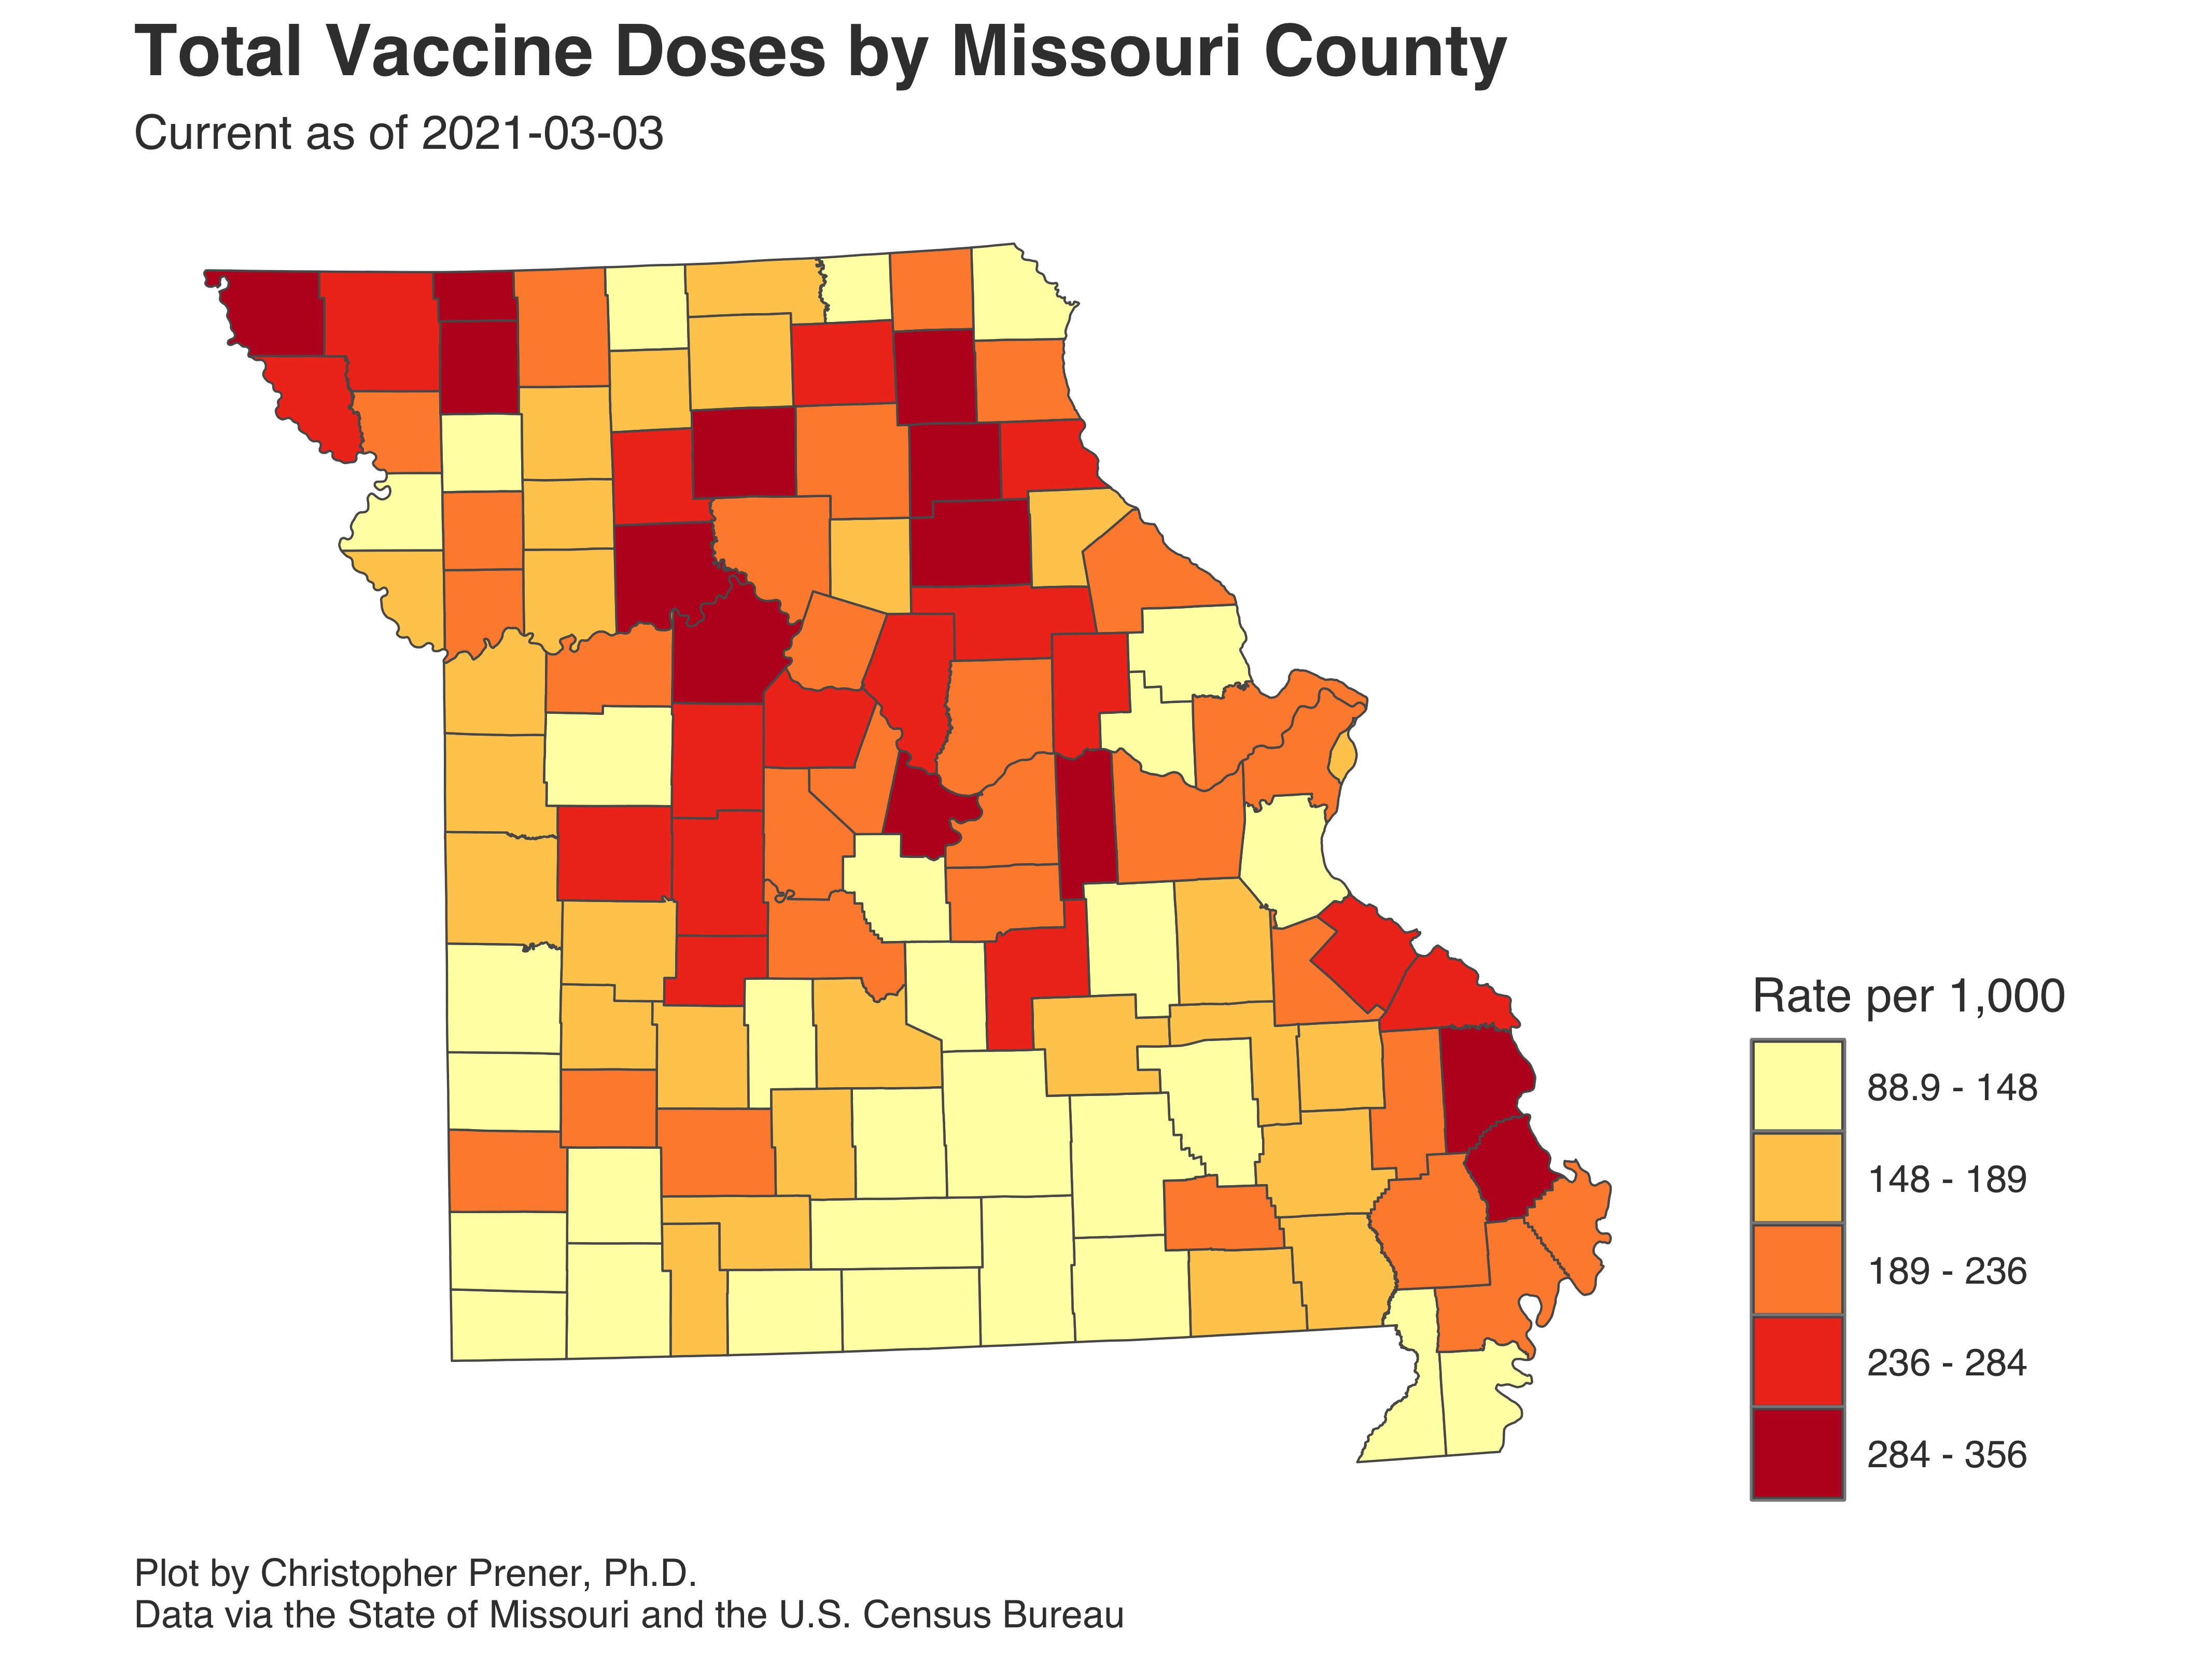 Total Vaccine Doses by Missouri County
Current as of 2021-03-03
Rate per 1,000
88.9 - 148
148 - 189
189 - 236
236 - 284
284 - 356
Plot by Christopher Prener, Ph.D.
Data via the State of Missouri and the U.S. Census Bureau